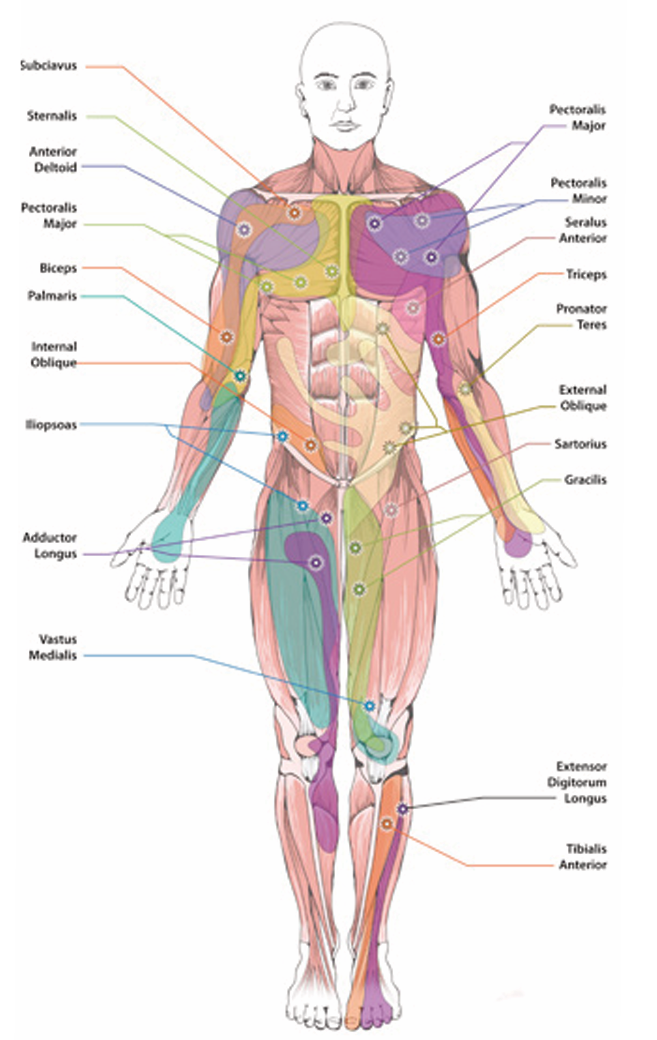 Subciavus
Sternalis
Anterior
Deltoid
Pectoralis
Major
Biceps
Palmaris
Internal
Oblique
Iliopsoas
Adductor
Longus
Vastus
Medialis
Pectoralis
Major
Pectoralis
Minor
Seralus
Anterior
Triceps
Pronator
Teres
External
Oblique
Sartorius
Gracilis
Extensor
Digitorum
Longus
Tibialis
Anterior